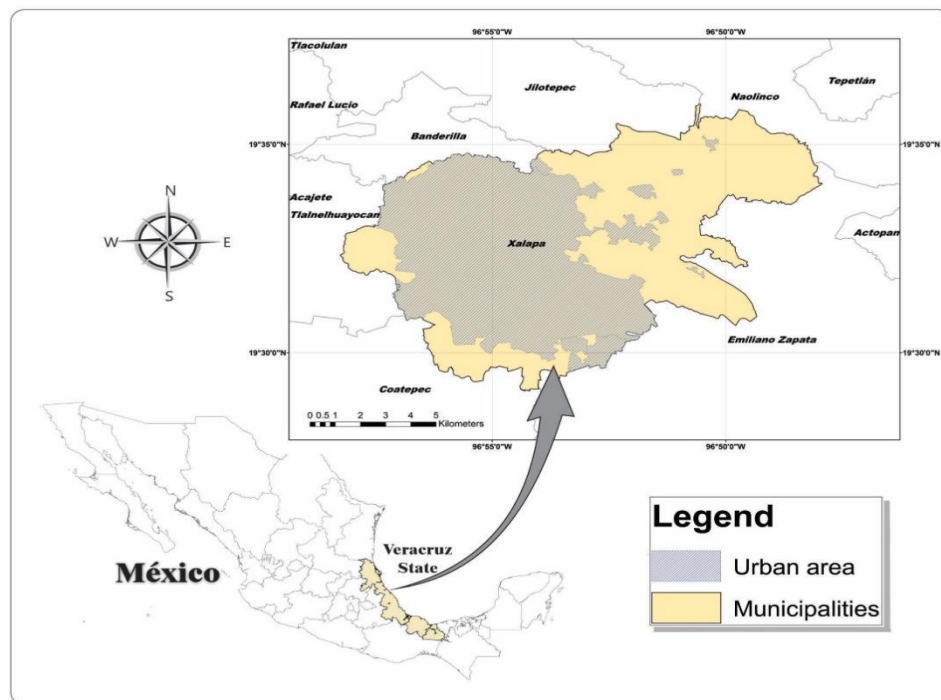 96°55'0"W 96°50'0"W
Tlacolulan
Jilotepec
Tepetlán
Rafael Lucio
Naolinco
Banderilla
19°35'0"N 19°35'0"N
Acajete
Tlalnelhuayocan
Actopan
Xalapa
N
W E
S
19°30'0"N 19°30'0"N
Emiliano Zapata
Coatepec
0 0.5 1 2 3 4 5
Kilometers
96°55'0"W 96°50'0"W
México
Veracruz
State
Legend
Urban area
Municipalities